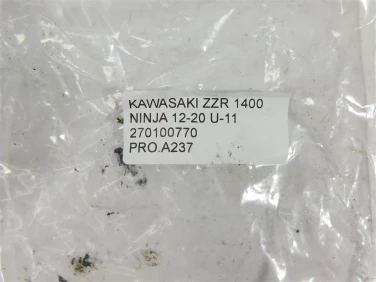 KAWASAKI ZZR 1400
NINJA 12-20 U-11
270100770
PRO.A237